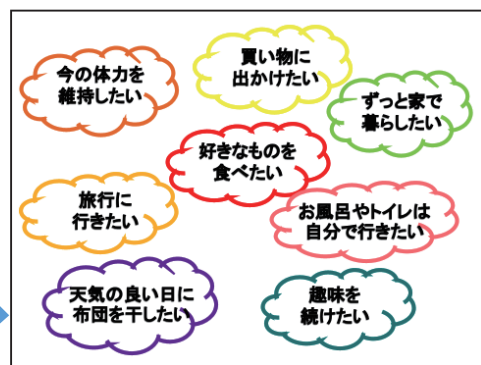 今の体力を
維持したい
買い物に
出かけたい
ずっと家で
暮らしたい
好きなものを
食べたい
旅行に
行きたい
お風呂やトイレは
自分で行きたい
天気の良い日に
布団を干したい
趣味を
続けたい